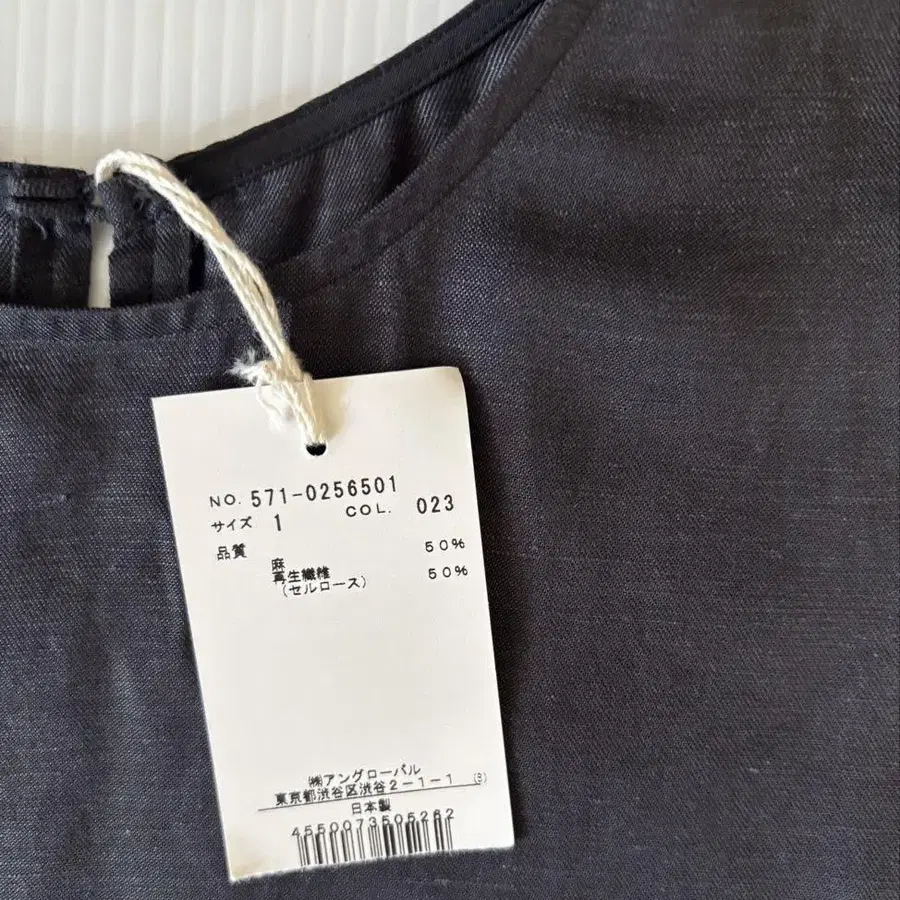 NO. 571-0256501
サイズ 1 COL. 023
品質
麻 50%
再生繊維 50%
(セルロース)
㈱アングローバル
東京都渋谷区渋谷2-1-1 (S)
日本製
4550073505262